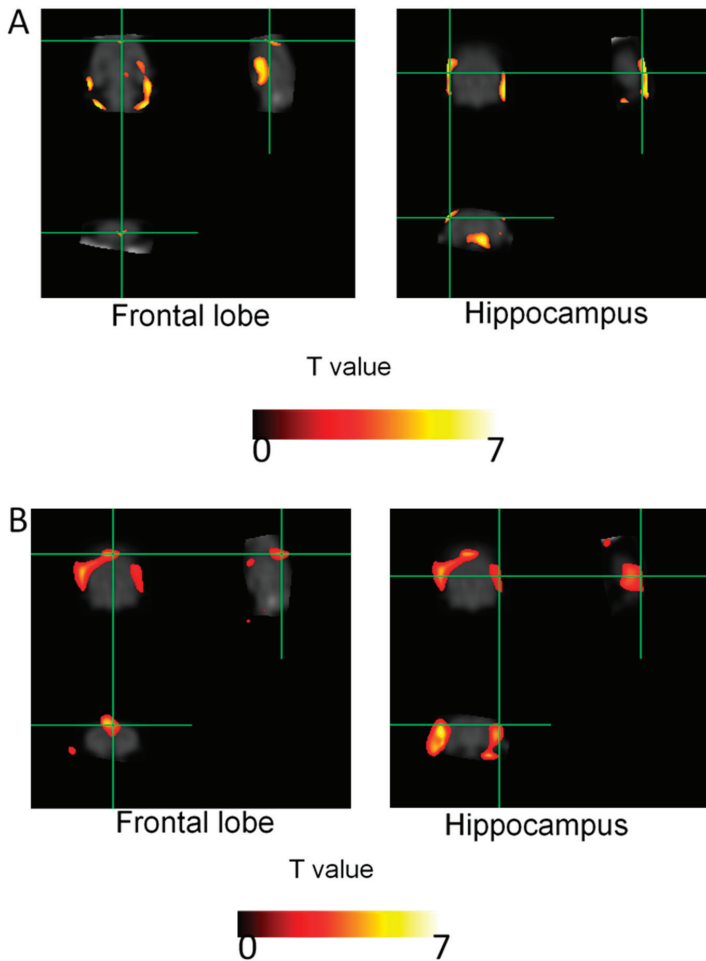 A
Frontal lobe
Hippocampus
T value
0
7
B
Frontal lobe
Hippocampus
T value
0
7